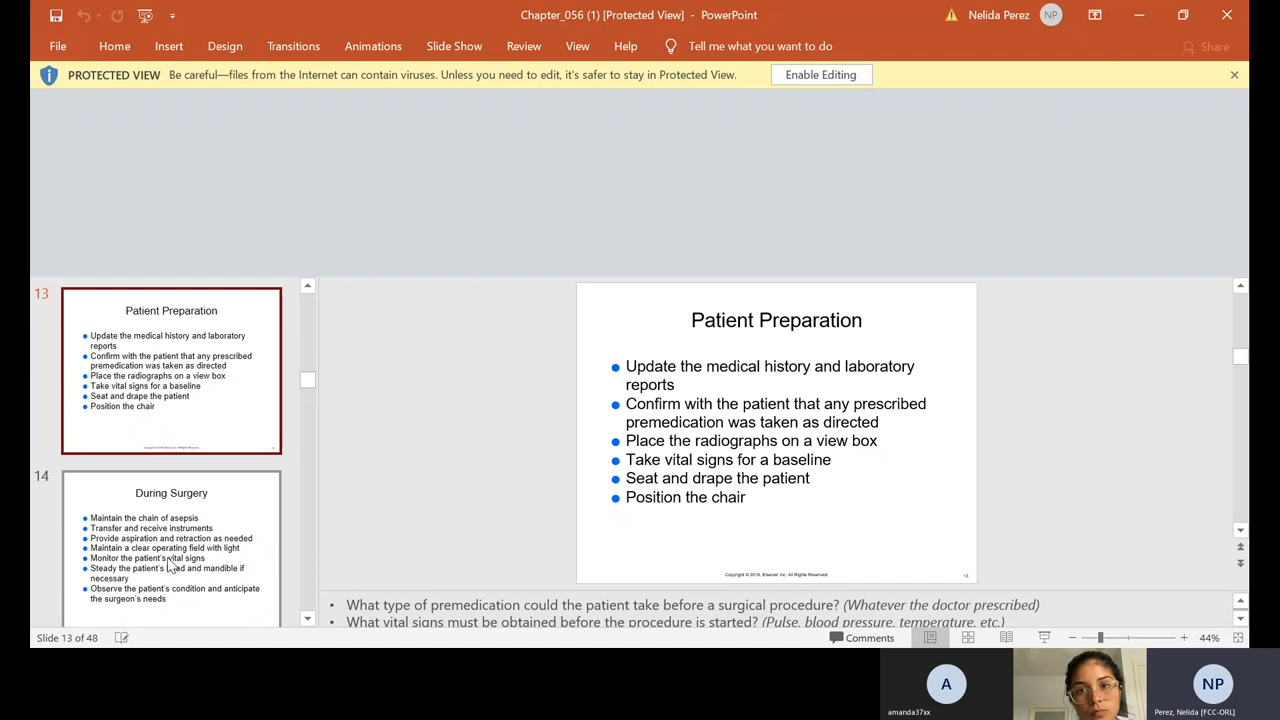 Chapter_056 (1) [Protected View] - PowerPoint
Nelida Perez
NP
File Home Insert Design Transitions Animations Slide Show Review View Help Tell me what you want to do Share
PROTECTED VIEW Be careful—files from the Internet can contain viruses. Unless you need to edit, it's safer to stay in Protected View. Enable Editing
13
Patient Preparation
Update the medical history and laboratory
reports
Confirm with the patient that any prescribed
premedication was taken as directed
Place the radiographs on a view box
Take vital signs for a baseline
Seat and drape the patient
Position the chair
14
During Surgery
Maintain the chain of asepsis
Transfer and receive instruments
Provide aspiration and retraction as needed
Maintain a clear operating field with light
Monitor the patient's vital signs
Steady the patient's and mandible if
necessary
Observe the patient's condition and anticipate
the surgeon's needs
Patient Preparation
Update the medical history and laboratory
reports
Confirm with the patient that any prescribed
premedication was taken as directed
Place the radiographs on a view box
Take vital signs for a baseline
Seat and drape the patient
Position the chair
Copyright © 2018, Elsevier Inc. All Rights Reserved.
13
• What type of premedication could the patient take before a surgical procedure? (Whatever the doctor prescribed)
• What vital signs must be obtained before the procedure is started? (Pulse, blood pressure, temperature, etc.)
Slide 13 of 48
Comments
44%
A
amanda37xx
NP
Perez, Nelida [FCC-ORL]